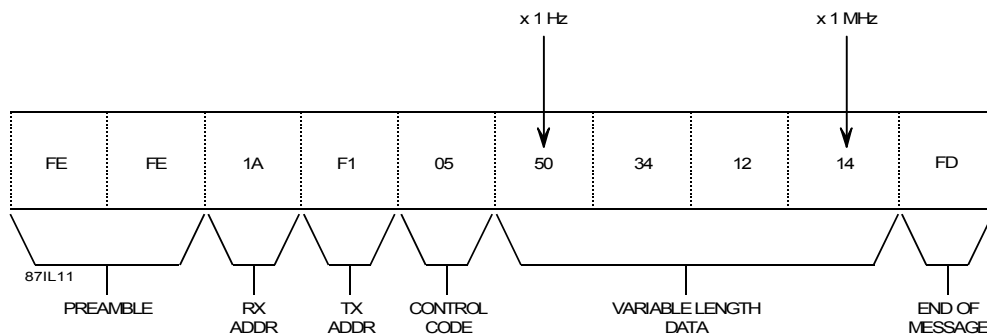 x 1 Hz
x 1 MHz
FE FE 1A F1 05 50 34 12 14 FD
87IL11
PREAMBLE
RX
ADDR
TX
ADDR
CONTROL
CODE
VARIABLE LENGTH
DATA
END OF
MESSAGE